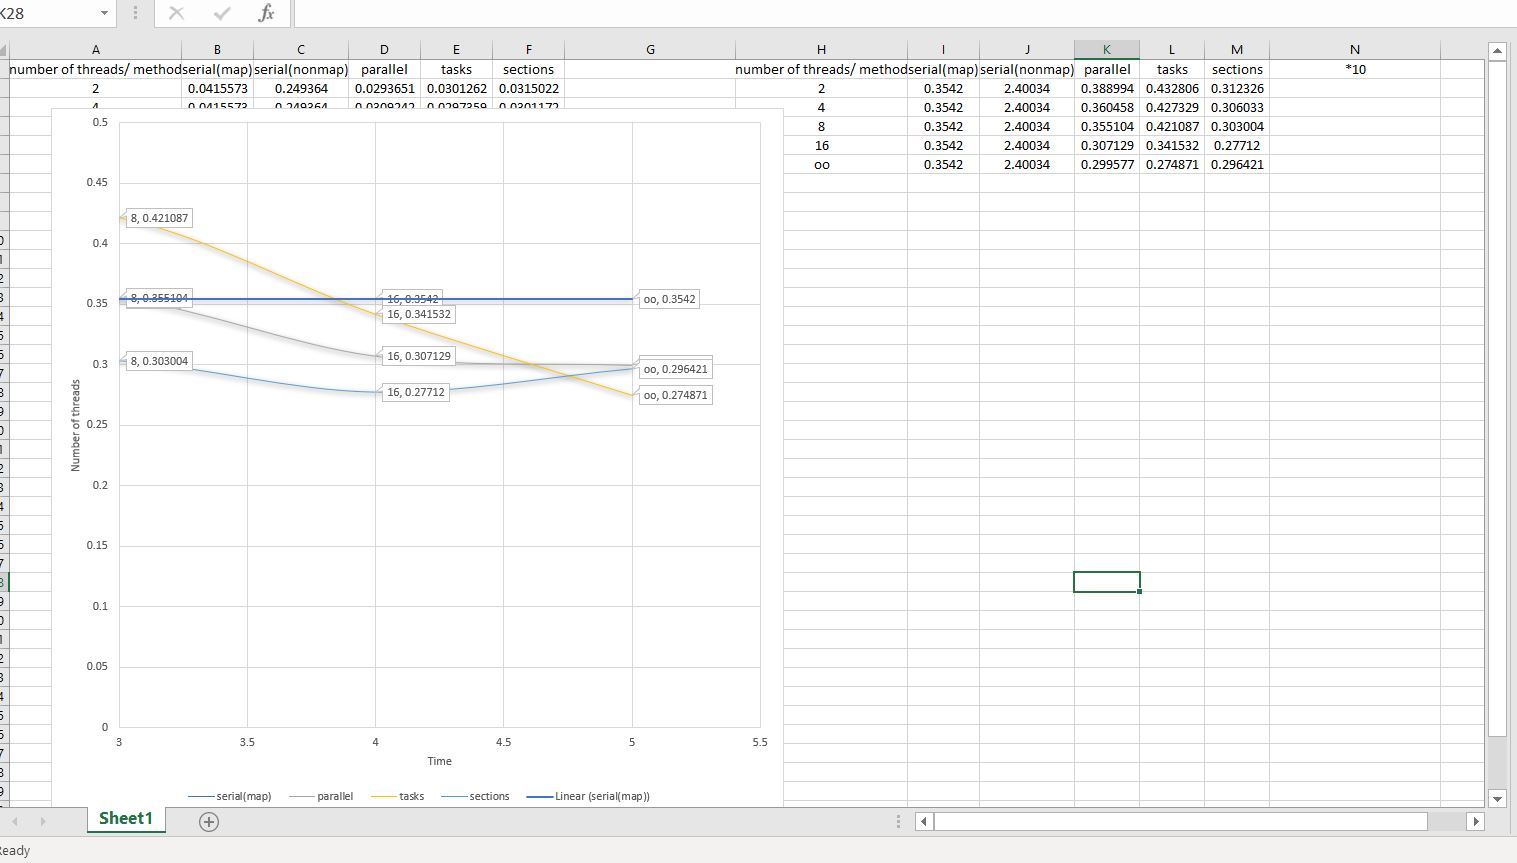 K28
fx
A B C D E F G H I J K L M N
number of threads/ method serial(map) serial(nonmap) parallel tasks sections number of threads/ method serial(map) serial(nonmap) parallel tasks sections *10
2 0.0415573 0.249364 0.0293651 0.0301262 0.0315022 2 0.3542 2.40034 0.388994 0.432806 0.312326
4 0.0415573 0.249364 0.0309242 0.0297359 0.0301172 4 0.3542 2.40034 0.360458 0.427329 0.306033
8 0.3542 2.40034 0.355104 0.421087 0.303004
16 0.3542 2.40034 0.307129 0.341532 0.27712
oo 0.3542 2.40034 0.299577 0.274871 0.296421
0.5
0.45
8, 0.421087
0.4
0.35
8, 0.355104 16, 0.3542 oo, 0.3542
16, 0.341532
16, 0.307129
0.3
8, 0.303004 oo, 0.296421
16, 0.27712 oo, 0.274871
0.25
Number of threads
0.2
0.15
0.1
0.05
0
3 3.5 4 4.5 5 5.5
Time
serial(map) parallel tasks sections Linear (serial(map))
Sheet1
eady